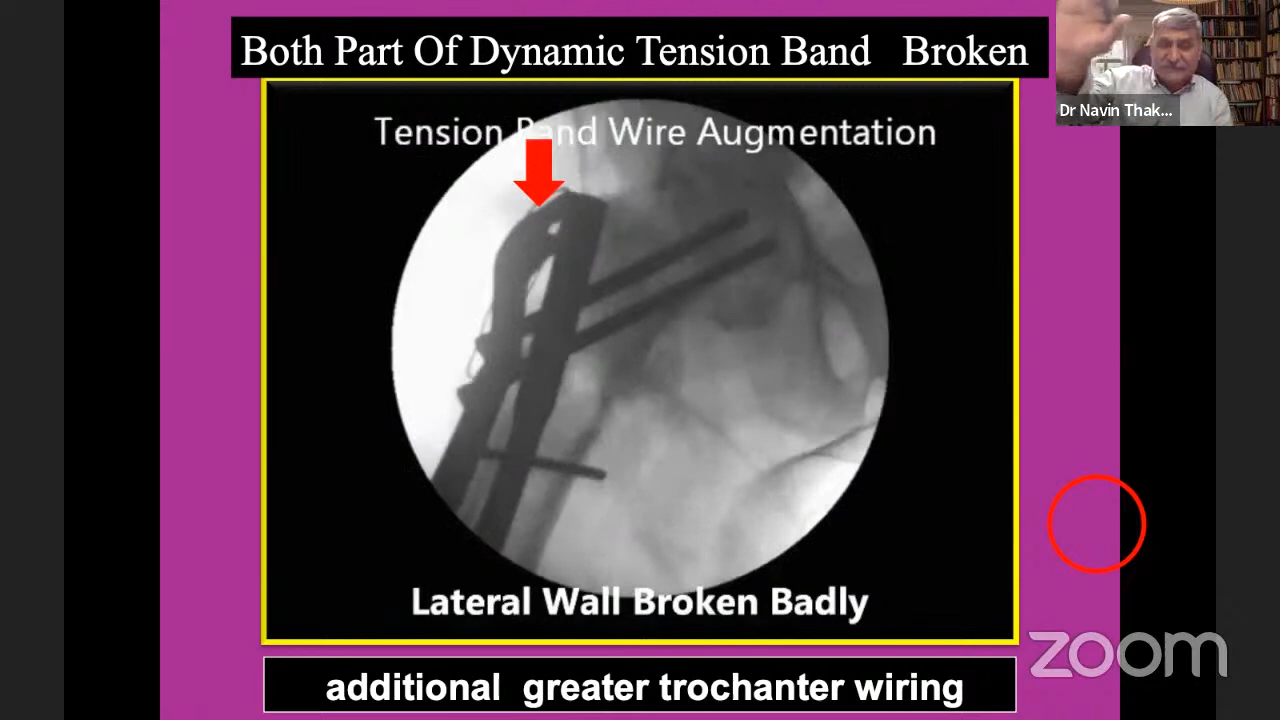 Both Part Of Dynamic Tension Band Broken
Dr Navin Thak...
Tension Band Wire Augmentation
Lateral Wall Broken Badly
zoom
additional greater trochanter wiring